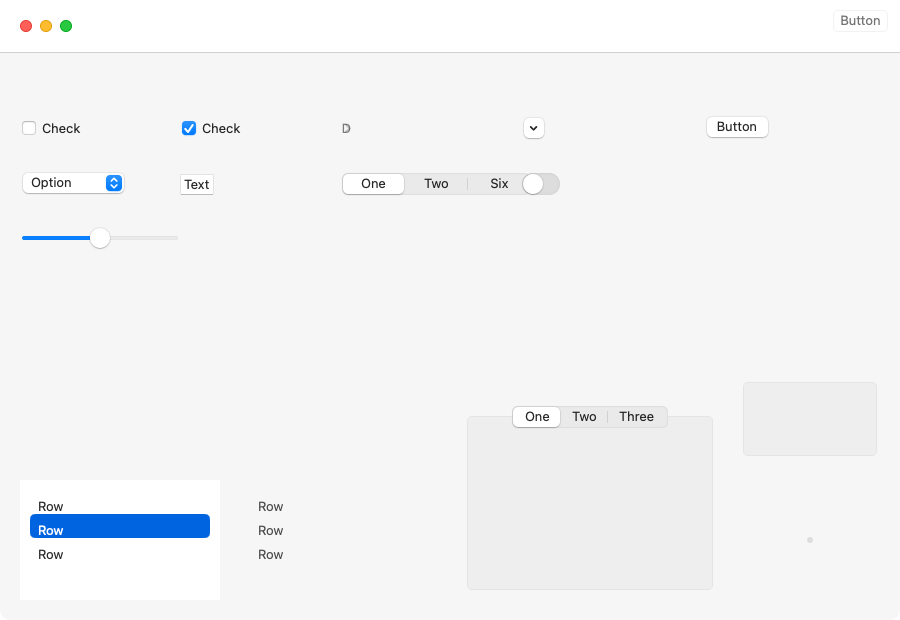 Button
Check
Check
D
Button
Option
Text
One
Two
Six
One
Two
Three
Row
Row
Row
Row
Row
Row